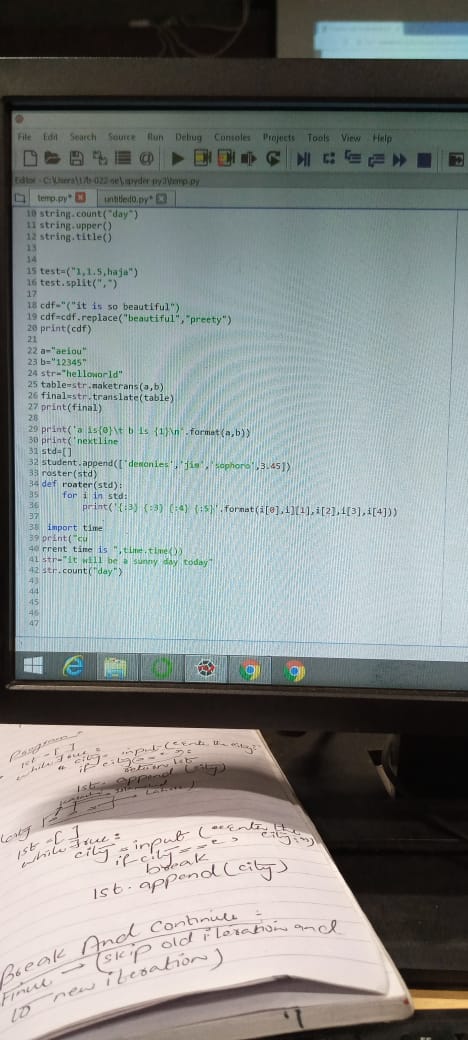 File Edit Search Source Run Debug Consoles Projects Tools View Help
Editor - C:\Users\17b-022-se\.spyder-py3\temp.py
temp.py* untitled0.py*
10 string.count("day")
11 string.upper()
12 string.title()
13
14
15 test=("1,1.5,haja")
16 test.split(",")
17
18 cdf="("it is so beautiful")
19 cdf=cdf.replace("beautiful","preety")
20 print(cdf)
21
22 a="aeiou"
23 b="12345"
24 str="helloworld"
25 table=str.maketrans(a,b)
26 final=str.translate(table)
27 print(final)
28
29 print('a is{0}\t b is {1}\n'.format(a,b))
30 print('nextline
31 std=[]
32 student.append(['demonies','jim','sophoro',3.45])
33 roster(std)
34 def roater(std):
35 for i in std:
36 print('{:3} {:3} {:4} {:5}'.format(i[0],i][1],i[2],i[3],i[4]))
37
38 import time
39 print("cu
40 rrent time is ",time.time())
41 str="it will be a sunny day today"
42 str.count("day")
43
44
45
46
47
Program
lst = [ ]
while True :
city = input (
if city ==
lst. append (city)
lst = [ ]
while True :
city = input ( Enter the city
if city ==
break
lst. append (city)
Break And Continue :
(skip old iteration and
to new iteration)